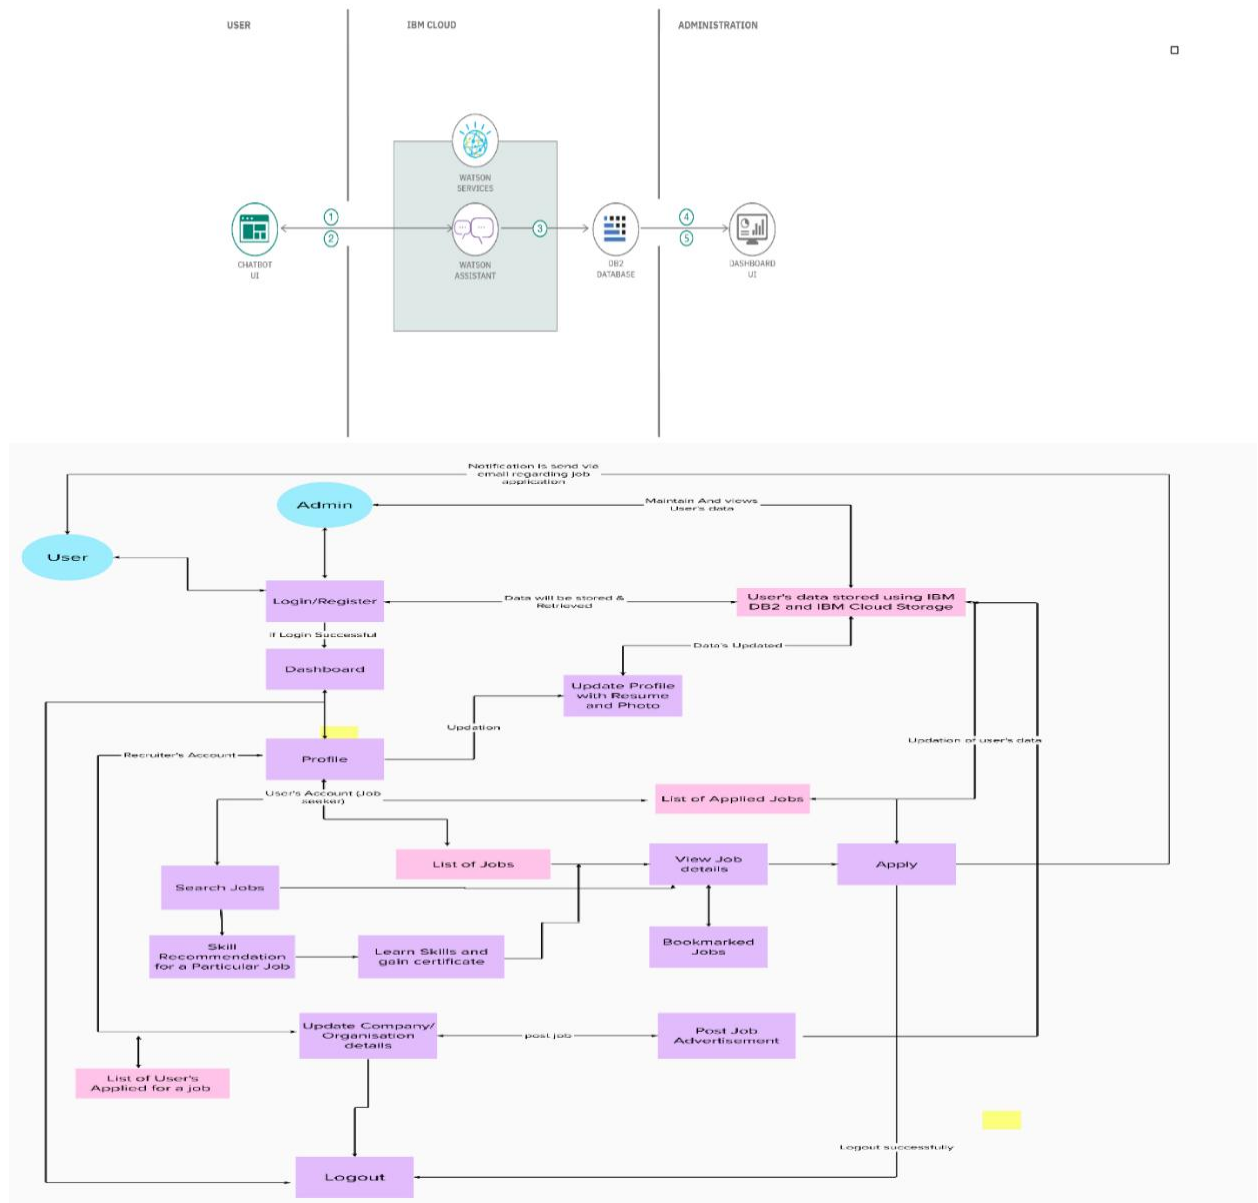 USER
IBM CLOUD
ADMINISTRATION
WATSON
SERVICES
1
2
3
4
5
CHATBOT
UI
WATSON
ASSISTANT
DB2
DATABASE
DASHBOARD
UI
Notification is send via
email regarding job
application
Admin
Maintain And views
User's data
User
Login/Register
Data will be stored &
Retrieved
User's data stored using IBM
DB2 and IBM Cloud Storage
If Login Successful
Dashboard
Data's Updated
Update Profile
with Resume
and Photo
Updation
Updation of user's data
Recruiter's Account
Profile
User's Account (Job
seeker)
List of Applied Jobs
List of Jobs
View Job
details
Apply
Search Jobs
Skill
Recommendation
for a Particular Job
Learn Skills and
gain certificate
Bookmarked
Jobs
Update Company/
Organisation
details
post job
Post Job
Advertisement
List of User's
Applied for a job
Logout successfully
Logout